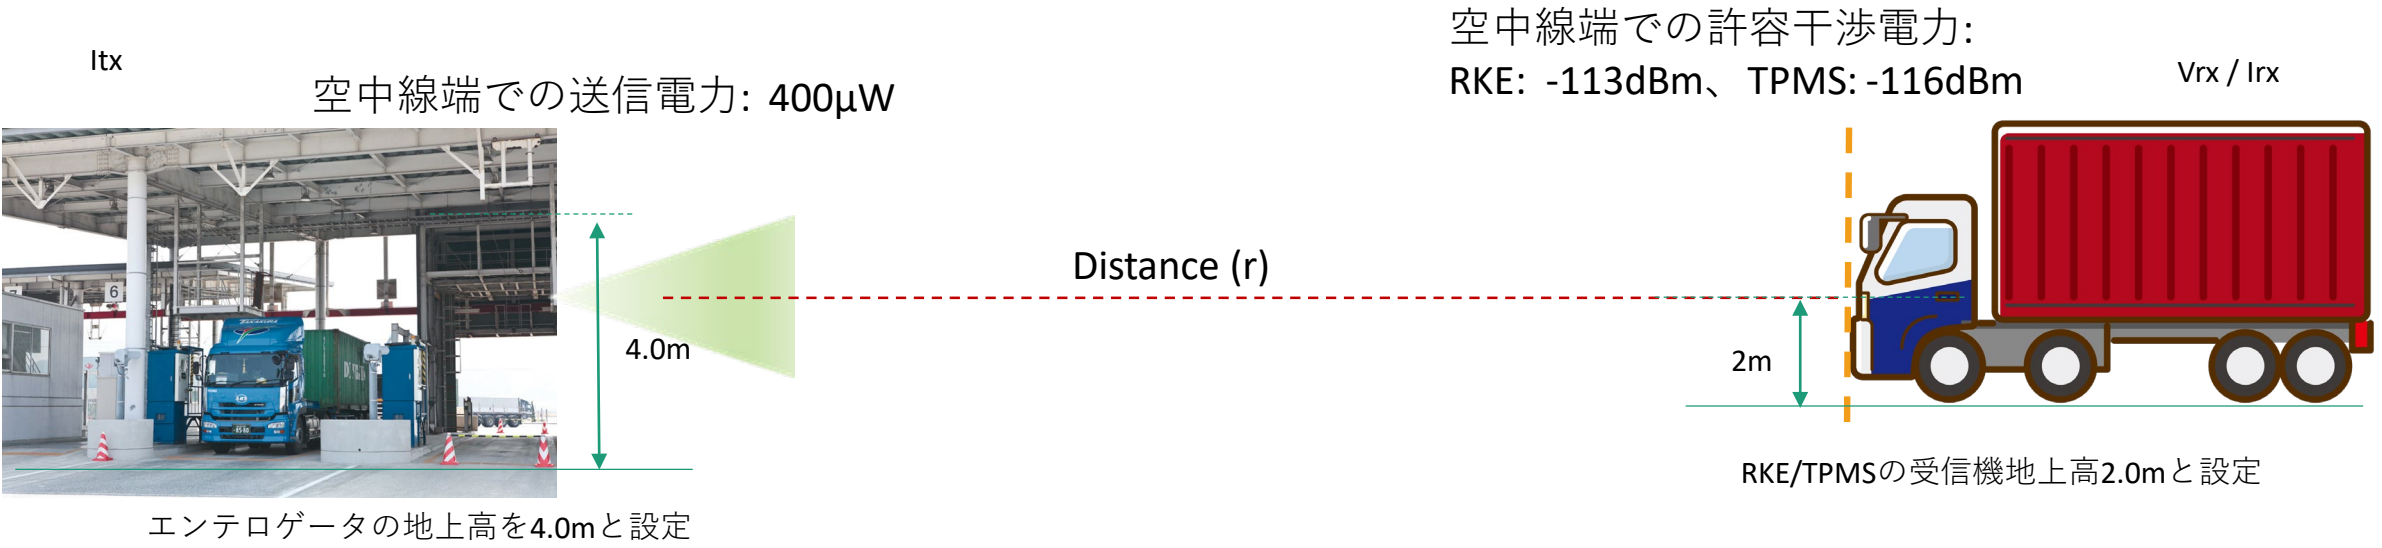 Itx
空中線端での送信電力: 400µW
空中線端での許容干渉電力:
RKE: -113dBm、TPMS: -116dBm
Vrx / Irx
6
Distance (r)
4.0m
2m
RKE/TPMSの受信機地上高2.0mと設定
エンテロゲータの地上高を4.0mと設定